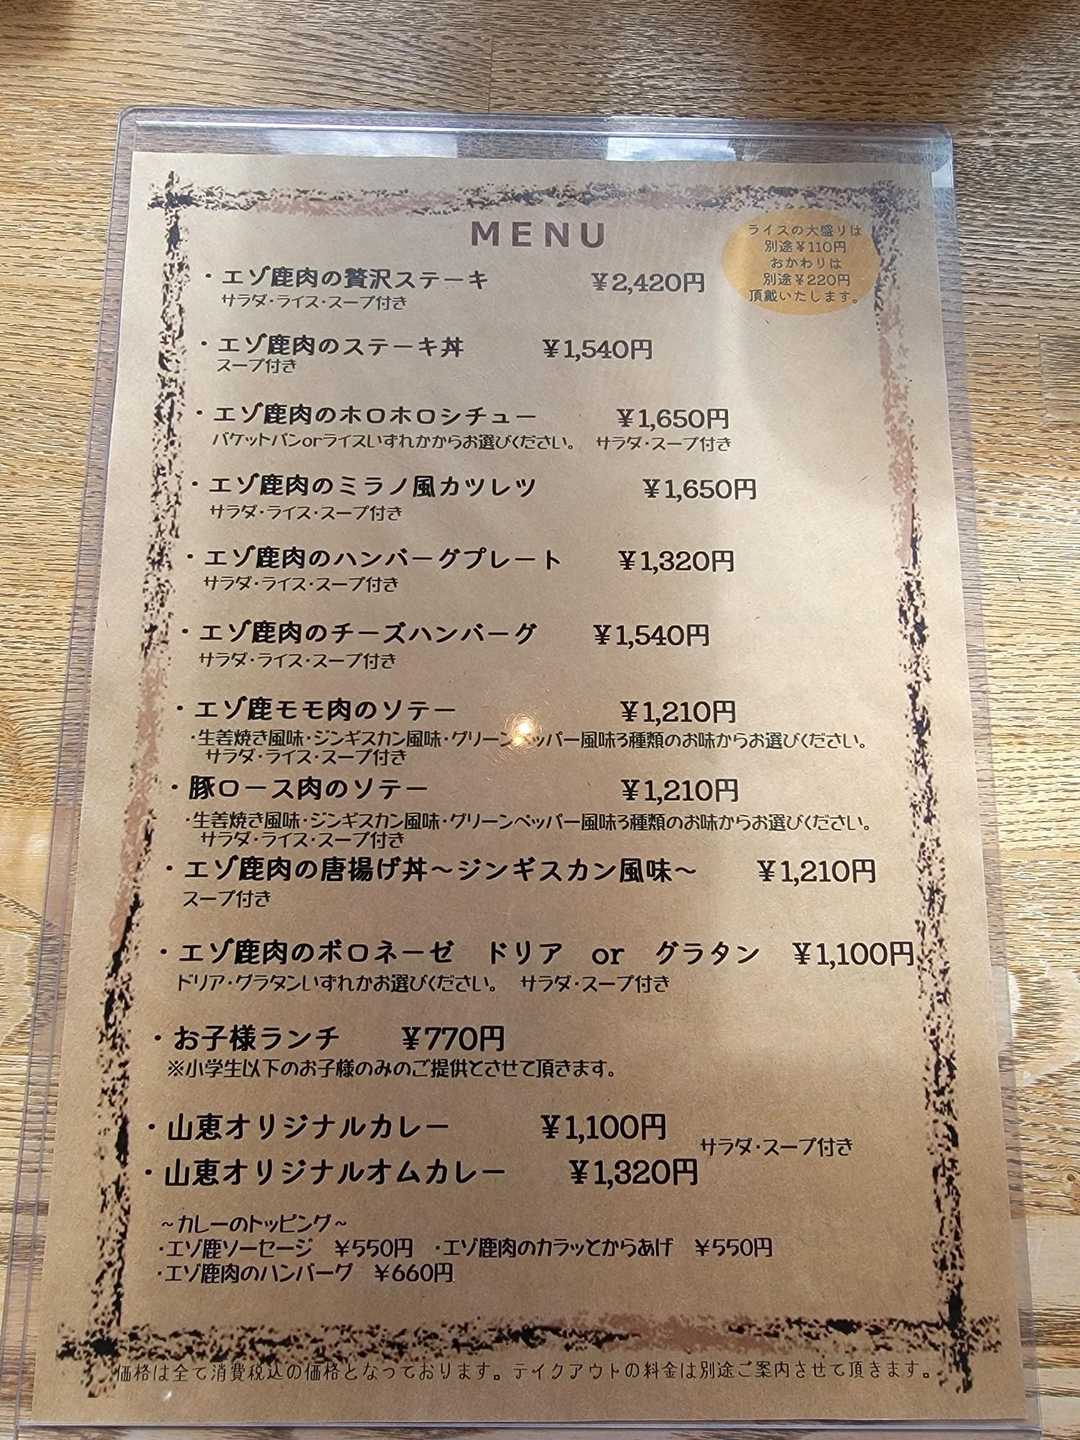 MENU
ライスの大盛りは
別途¥110円
おかわりは
別途¥220円
頂戴いたします。
・エゾ鹿肉の贅沢ステーキ ¥2,420円
サラダ・ライス・スープ付き
・エゾ鹿肉のステーキ丼 ¥1,540円
スープ付き
・エゾ鹿肉のホロホロシチュー ¥1,650円
バケットパンorライスいずれかからお選びください。 サラダ・スープ付き
・エゾ鹿肉のミラノ風カツレツ ¥1,650円
サラダ・ライス・スープ付き
・エゾ鹿肉のハンバーグプレート ¥1,320円
サラダ・ライス・スープ付き
・エゾ鹿肉のチーズハンバーグ ¥1,540円
サラダ・ライス・スープ付き
・エゾ鹿モモ肉のソテー ¥1,210円
・生姜焼き風味・ジンギスカン風味・グリーンペッパー風味3種類のお味からお選びください。
サラダ・ライス・スープ付き
・豚ロース肉のソテー ¥1,210円
・生姜焼き風味・ジンギスカン風味・グリーンペッパー風味3種類のお味からお選びください。
サラダ・ライス・スープ付き
・エゾ鹿肉の唐揚げ丼～ジンギスカン風味～ ¥1,210円
スープ付き
・エゾ鹿肉のボロネーゼ ドリア or グラタン ¥1,100円
ドリア・グラタンいずれかお選びください。 サラダ・スープ付き
・お子様ランチ ¥770円
※小学生以下のお子様のみのご提供とさせて頂きます。
・山恵オリジナルカレー ¥1,100円
サラダ・スープ付き
・山恵オリジナルオムカレー ¥1,320円
～カレーのトッピング～
・エゾ鹿ソーセージ ¥550円 ・エゾ鹿肉のカラッとからあげ ¥550円
・エゾ鹿肉のハンバーグ ¥660円
価格は全て消費税込の価格となっております。テイクアウトの料金は別途ご案内させて頂きます。